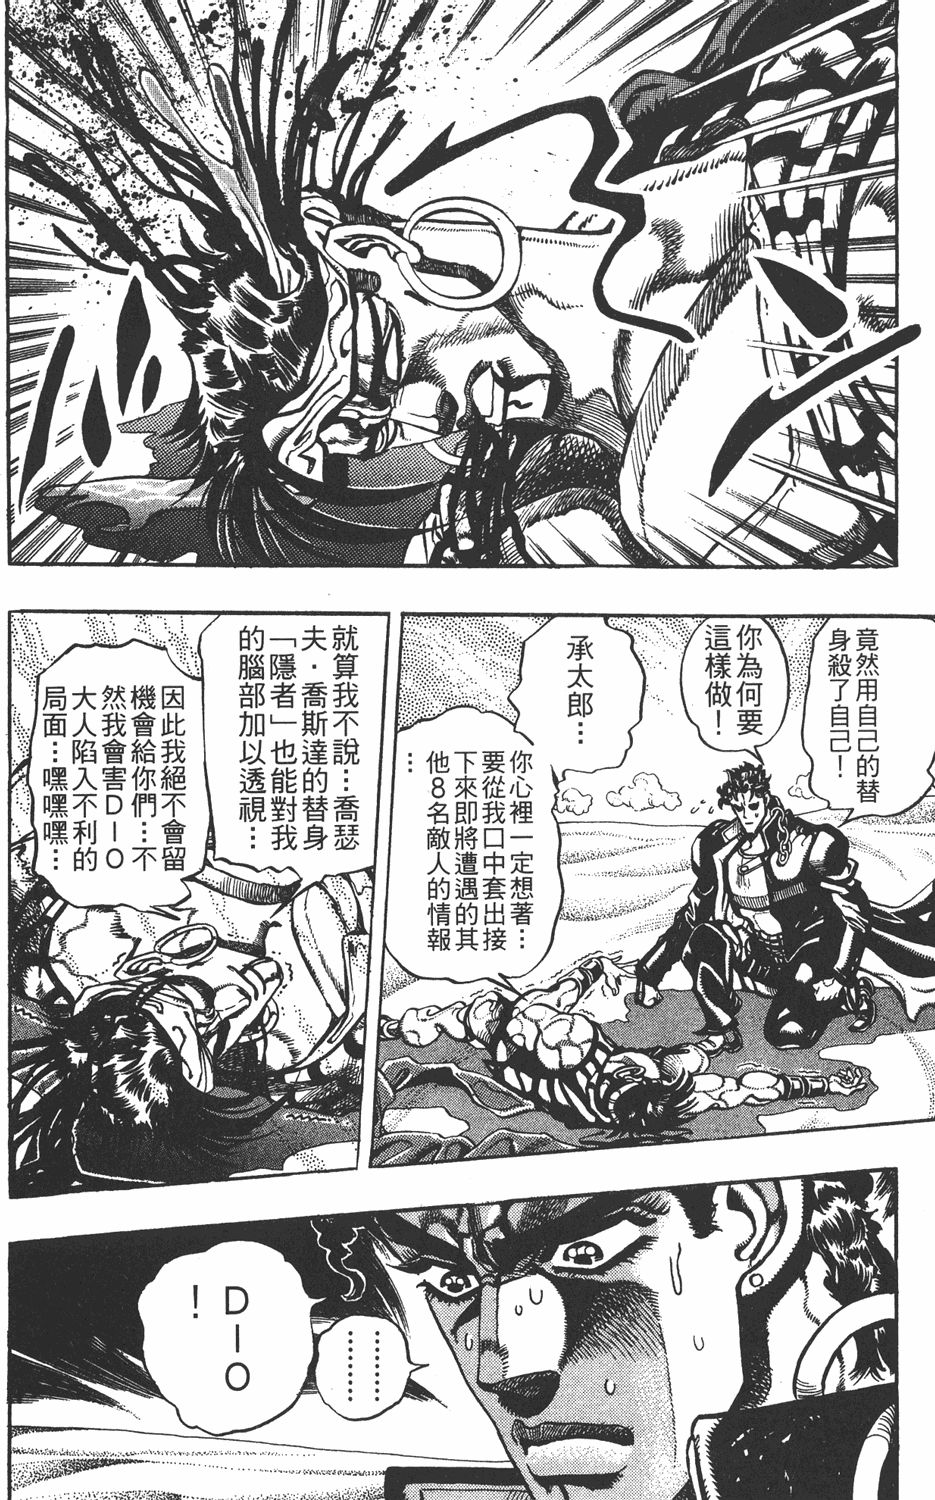 竟然用自己的替
身殺了自己！
你為何要
這樣做！
承太郎…
你心裡一定想著…
要從我口中套出接
下來即將遭遇的其
他8名敵人的情報
…
就算我不說…喬瑟
夫．喬斯達的替身
「隱者」也能對我
的腦部加以透視…
因此我絕不會留
機會給你們…不
然我會害DIO
大人陷入不利的
局面…嘿嘿嘿…
………
DIO
！